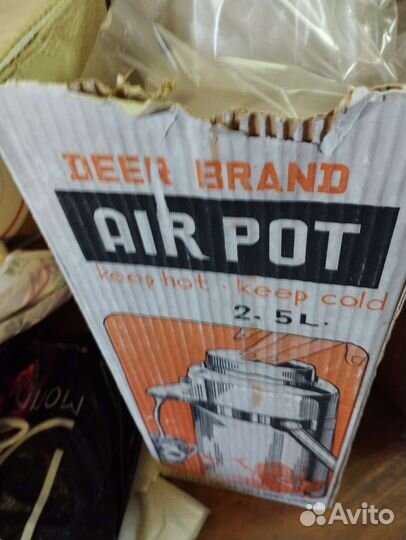 DEER BRAND
AIR POT
keep hot . keep cold
2.5L.
Avito